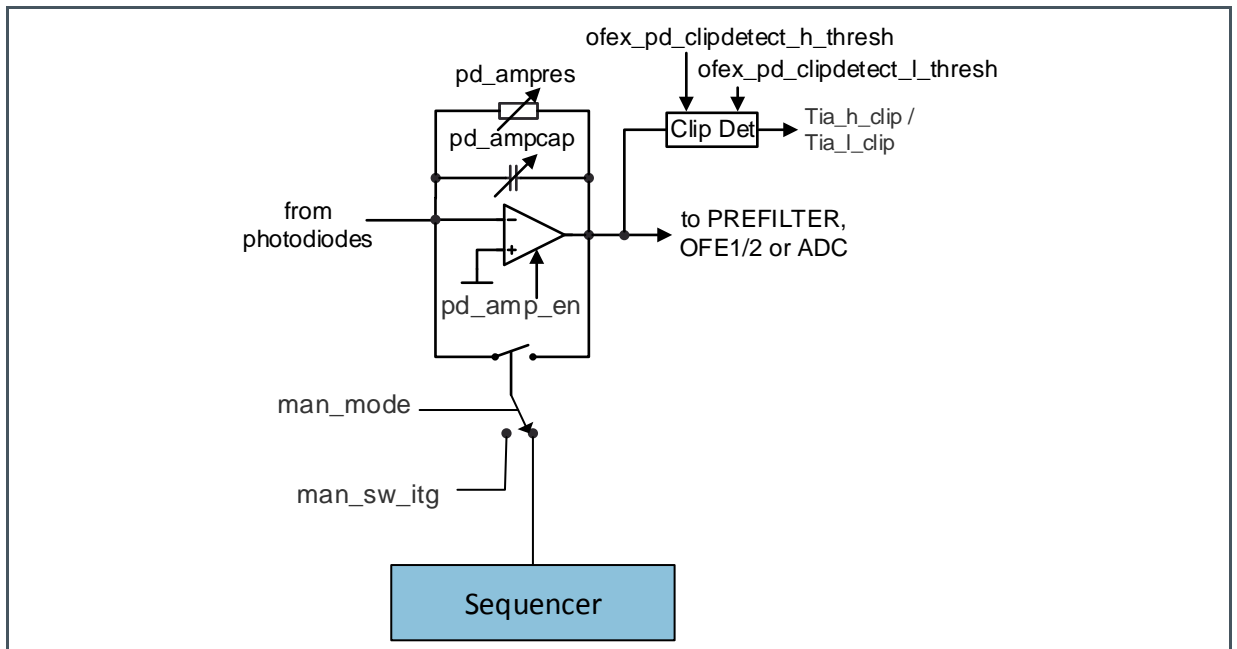 ofex_pd_clipdetect_h_thresh
ofex_pd_clipdetect_l_thresh
pd_ampres
Clip Det
Tia_h_clip /
Tia_l_clip
pd_ampcap
from
photodiodes
to PREFILTER,
OFE1/2 or ADC
pd_amp_en
man_mode
man_sw_itg
Sequencer